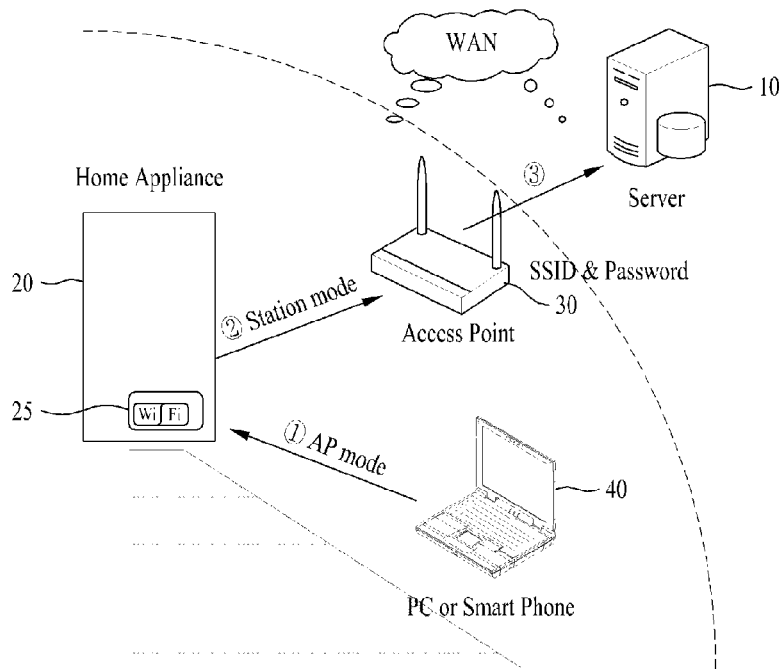 WAN
10
Home Appliance
③
Server
20
SSID & Password
30
② Station mode
Access Point
25
Wi Fi
① AP mode
40
PC or Smart Phone